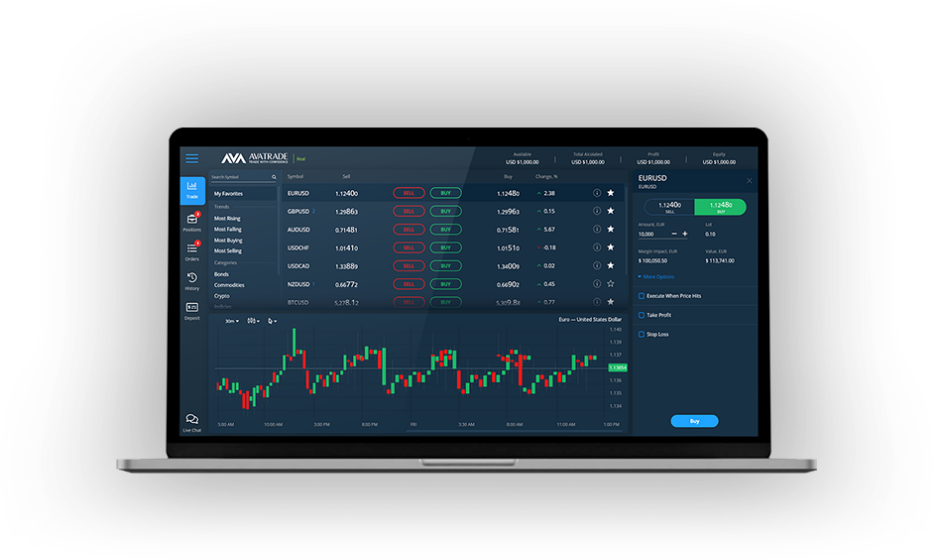 AVA AVATRADE
TRADE WITH CONFIDENCE
Real
Available
USD $1,000.00
Total Allocated
USD $1,000.00
Profit
USD $1,000.00
Equity
USD $1,000.00
Trade
Positions
Orders
History
Deposit
Live Chat
Search Symbol
My Favorites
Trends
Most Rising
Most Falling
Most Buying
Most Selling
Categories
Bonds
Commodities
Crypto
Indices
Symbol Sell Buy Change, %
EURUSD 1.12400 SELL BUY 1.12480 2.38
GBPUSD 1.29863 SELL BUY 1.29963 0.15
AUDUSD 0.71481 SELL BUY 0.71581 5.67
USDCHF 1.01410 SELL BUY 1.01510 -0.18
USDCAD 1.33889 SELL BUY 1.34009 0.02
NZDUSD 0.66772 SELL BUY 0.66902 0.45
BTCUSD 5,278.12 SELL BUY 5,309.8x 0.77
30m
Euro — United States Dollar
1.140
1.139
1.137
1.136
1.135
1.134
5:00 AM 10:00 AM 3:00 PM 8:00 PM FRI 3:30 AM 8:00 AM 11:00 AM 1:00 PM
EURUSD
EURUSD
1.12400
SELL
1.12480
BUY
Amount, EUR
10,000
Lot
0.10
Margin Impact, EUR
$ 100,050.50
Value, EUR
$ 113,741.00
More Options
Execute When Price Hits
Take Profit
Stop Loss
Buy